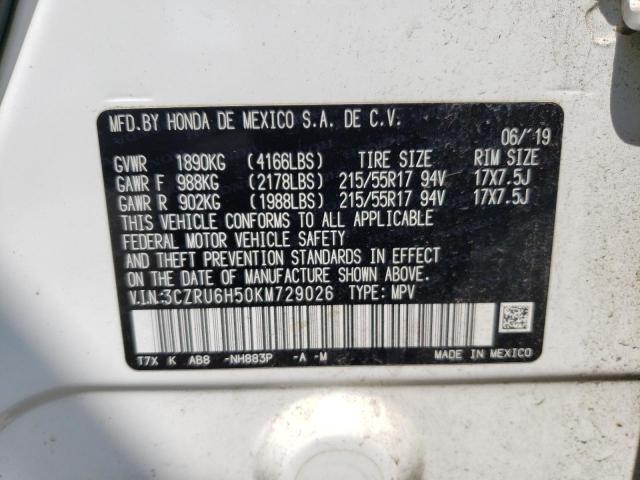 MFD.BY HONDA DE MEXICO S.A. DE C.V.
06/'19
GVWR 1890KG (4166LBS) TIRE SIZE RIM SIZE
GAWR F 988KG (2178LBS) 215/55R17 94V 17X7.5J
GAWR R 902KG (1988LBS) 215/55R17 94V 17X7.5J
THIS VEHICLE CONFORMS TO ALL APPLICABLE
FEDERAL MOTOR VEHICLE SAFETY
AND THEFT PREVENTION STANDARDS IN EFFECT
ON THE DATE OF MANUFACTURE SHOWN ABOVE.
V.I.N:3CZRU6H50KM729026 TYPE: MPV
T7X K AB8 -NH883P -A -M MADE IN MEXICO